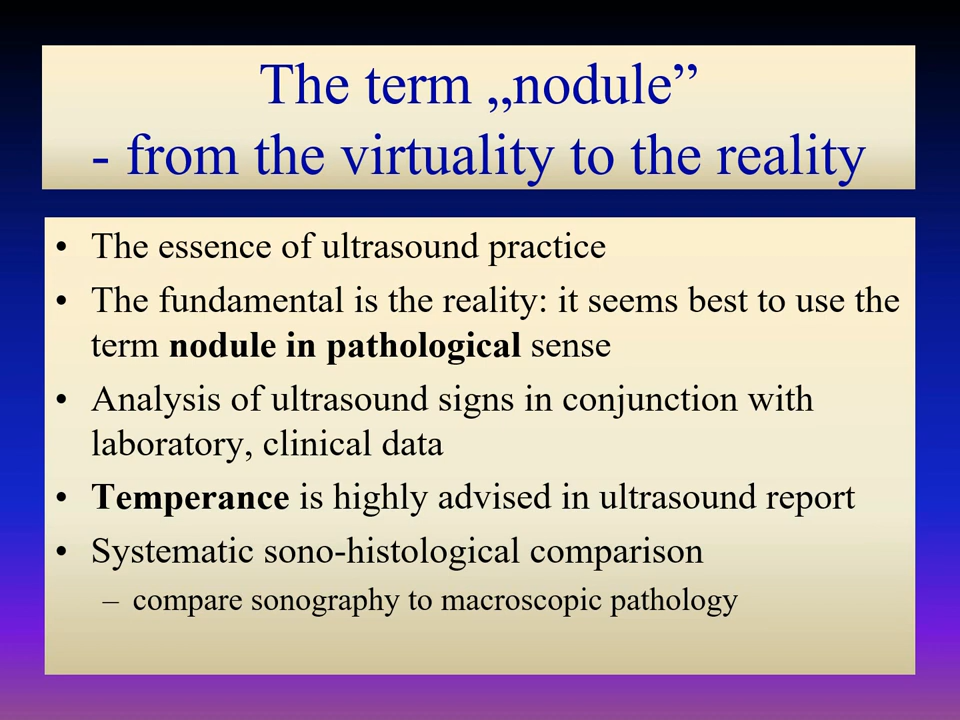 The term „nodule”
- from the virtuality to the reality
• The essence of ultrasound practice
• The fundamental is the reality: it seems best to use the
term nodule in pathological sense
• Analysis of ultrasound signs in conjunction with
laboratory, clinical data
• Temperance is highly advised in ultrasound report
• Systematic sono-histological comparison
– compare sonography to macroscopic pathology